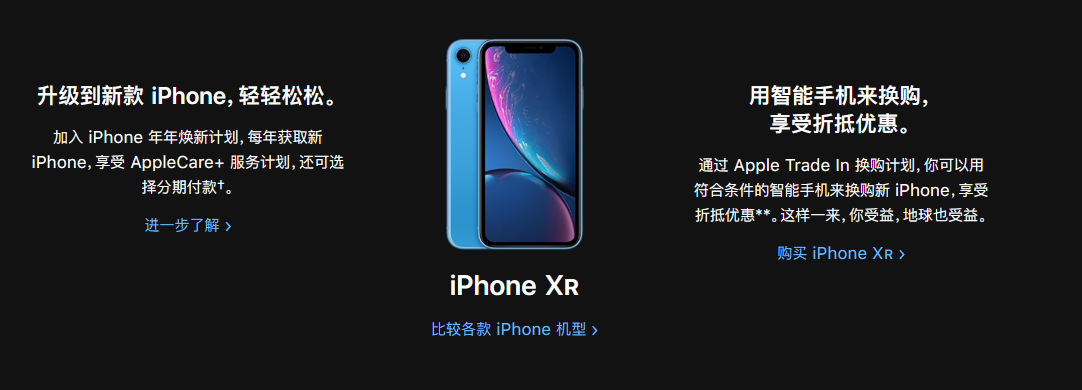 升级到新款 iPhone，轻轻松松。
加入 iPhone 年年焕新计划，每年获取新
iPhone，享受 AppleCare+ 服务计划，还可选
择分期付款†。
进一步了解 >
iPhone XR
比较各款 iPhone 机型 >
用智能手机来换购，
享受折抵优惠。
通过 Apple Trade In 换购计划，你可以用
符合条件的智能手机来换购新 iPhone，享受
折抵优惠**。这样一来，你受益，地球也受益。
购买 iPhone XR >